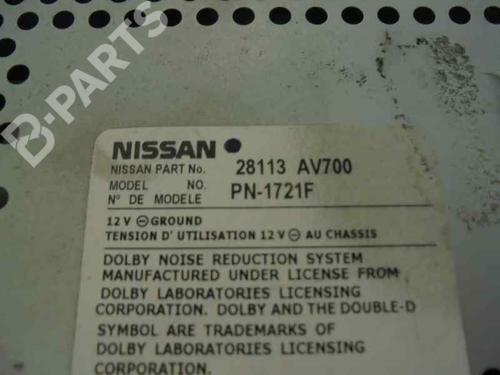 B-PARTS
NISSAN
NISSAN PART No. 28113 AV700
MODEL NO. PN-1721F
N° DE MODELE
12 V ⊖ GROUND
TENSION D' UTILISATION 12 V ⊖ AU CHASSIS
DOLBY NOISE REDUCTION SYSTEM
MANUFACTURED UNDER LICENSE FROM
DOLBY LABORATORIES LICENSING
CORPORATION. DOLBY AND THE DOUBLE-D
SYMBOL ARE TRADEMARKS OF
DOLBY LABORATORIES LICENSING
CORPORATION.